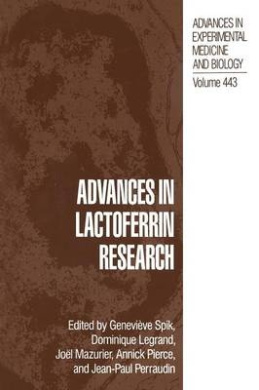 ADVANCES IN
EXPERIMENTAL
MEDICINE
AND BIOLOGY
Volume 443
ADVANCES IN
LACTOFERRIN
RESEARCH
Edited by Geneviève Spik,
Dominique Legrand,
Joël Mazurier, Annick Pierce,
and Jean-Paul Perraudin